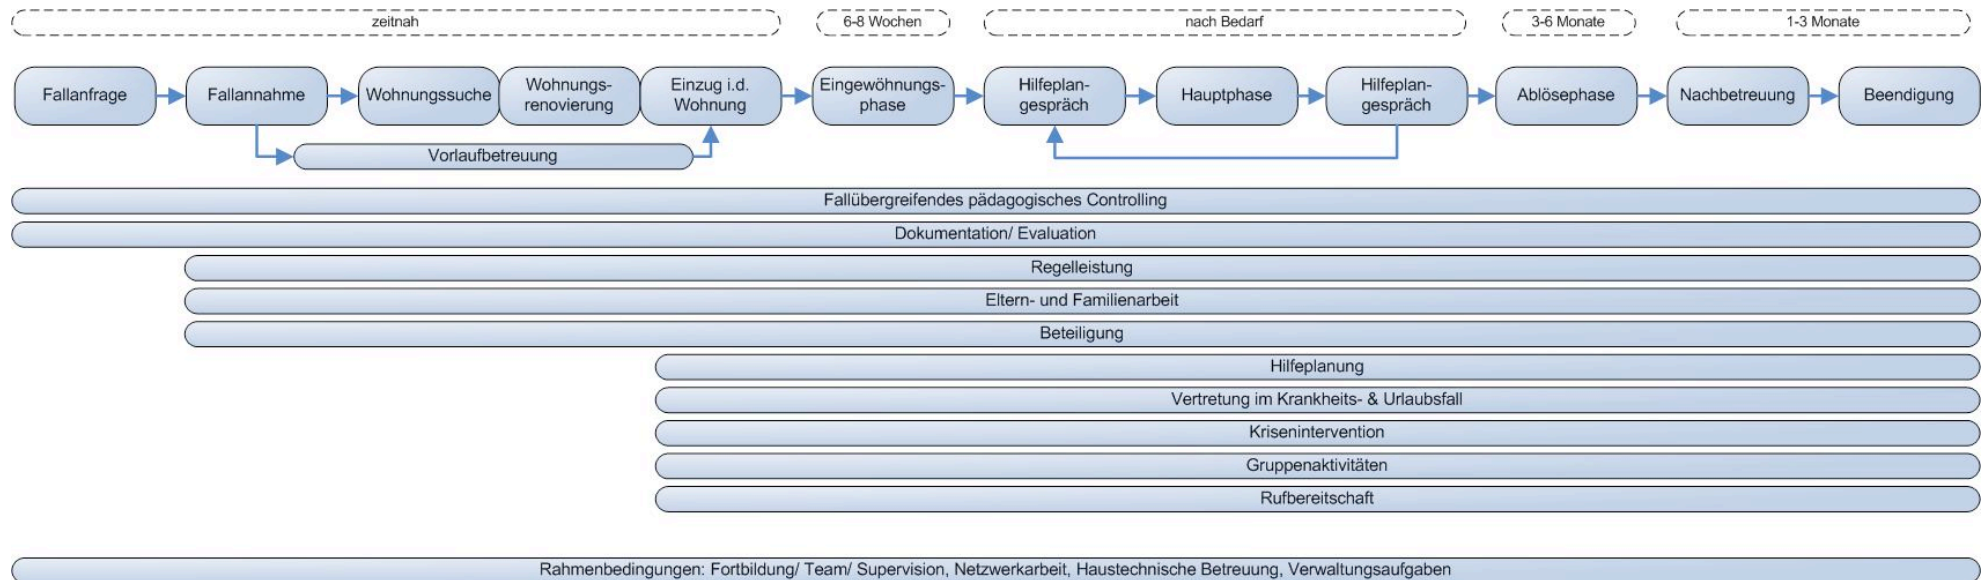 zeitnah
6-8 Wochen
nach Bedarf
3-6 Monate
1-3 Monate
Fallanfrage
Fallannahme
Wohnungssuche
Wohnungs-
renovierung
Einzug i.d.
Wohnung
Eingewöhnungs-
phase
Hilfeplan-
gespräch
Hauptphase
Hilfeplan-
gespräch
Ablösephase
Nachbetreuung
Beendigung
Vorlaufbetreuung
Fallübergreifendes pädagogisches Controlling
Dokumentation/ Evaluation
Regelleistung
Eltern- und Familienarbeit
Beteiligung
Hilfeplanung
Vertretung im Krankheits- & Urlaubsfall
Krisenintervention
Gruppenaktivitäten
Rufbereitschaft
Rahmenbedingungen: Fortbildung/ Team/ Supervision, Netzwerkarbeit, Haustechnische Betreuung, Verwaltungsaufgaben